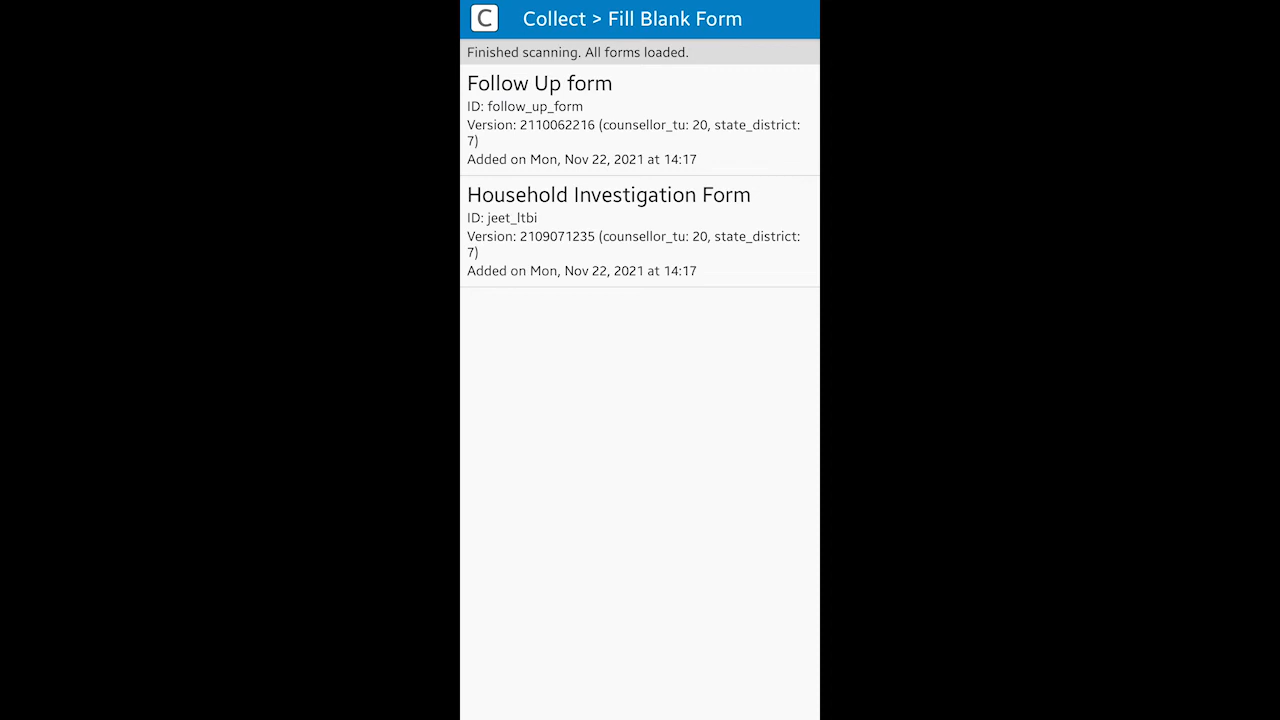 C
Collect > Fill Blank Form
Finished scanning. All forms loaded.
Follow Up form
ID: follow_up_form
Version: 2110062216 (counsellor_tu: 20, state_district:
7)
Added on Mon, Nov 22, 2021 at 14:17
Household Investigation Form
ID: jeet_ltbi
Version: 2109071235 (counsellor_tu: 20, state_district:
7)
Added on Mon, Nov 22, 2021 at 14:17